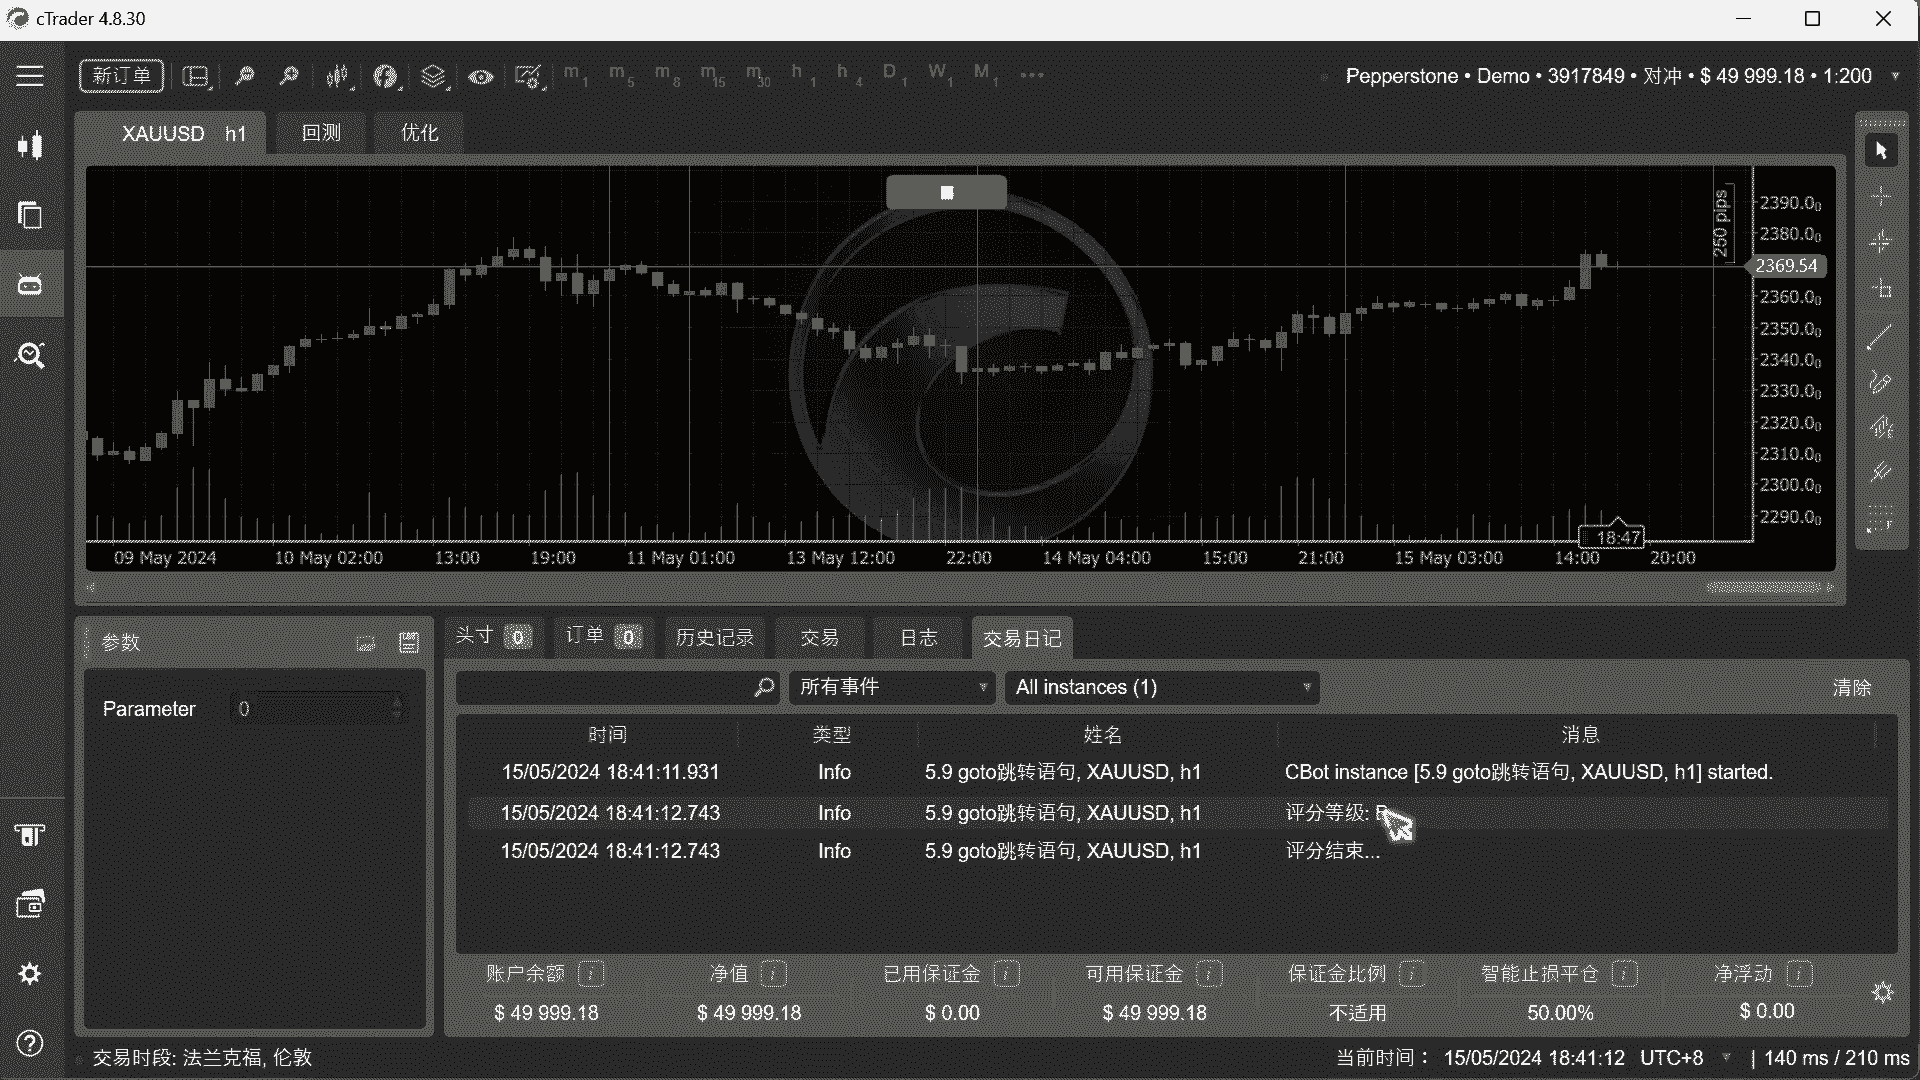 cTrader 4.8.30
新订单
m1 m5 m8 m15 m30 h1 h4 D1 W1 M1
Pepperstone • Demo • 3917849 • 对冲 • $ 49 999.18 • 1:200
XAUUSD h1 回测 优化
250 pips
2390.00
2380.00
2369.54
2360.00
2350.00
2340.00
2330.00
2320.00
2310.00
2300.00
2290.00
18:47
09 May 2024 10 May 02:00 13:00 19:00 11 May 01:00 13 May 12:00 22:00 14 May 04:00 15:00 21:00 15 May 03:00 14:00 20:00
参数
Parameter 0
头寸 0 订单 0 历史记录 交易 日志 交易日记
所有事件 All instances (1) 清除
时间 类型 姓名 消息
15/05/2024 18:41:11.931 Info 5.9 goto跳转语句, XAUUSD, h1 CBot instance [5.9 goto跳转语句, XAUUSD, h1] started.
15/05/2024 18:41:12.743 Info 5.9 goto跳转语句, XAUUSD, h1 评分等级:
15/05/2024 18:41:12.743 Info 5.9 goto跳转语句, XAUUSD, h1 评分结束...
账户余额 净值 已用保证金 可用保证金 保证金比例 智能止损平仓 净浮动
$ 49 999.18 $ 49 999.18 $ 0.00 $ 49 999.18 不适用 50.00% $ 0.00
交易时段: 法兰克福, 伦敦
当前时间： 15/05/2024 18:41:12 UTC+8 | 140 ms / 210 ms